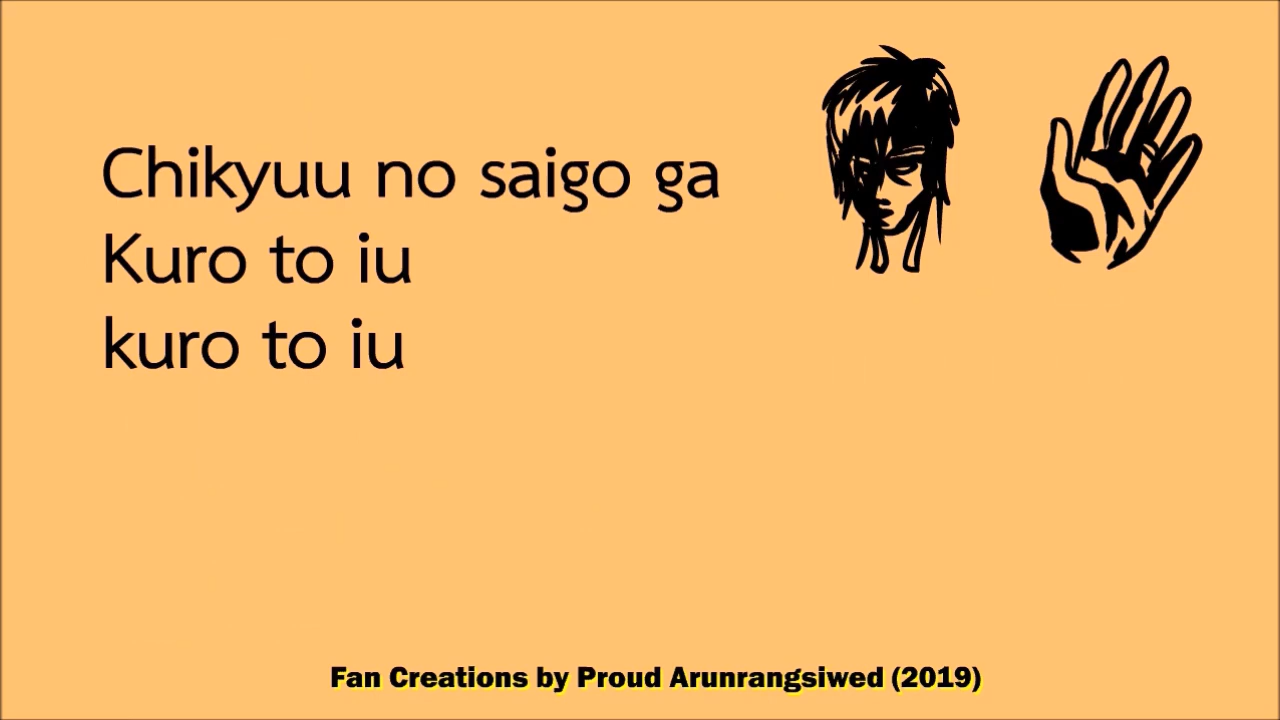 Chikyuu no saigo ga
Kuro to iu
kuro to iu
Fan Creations by Proud Arunrangsiwed (2019)